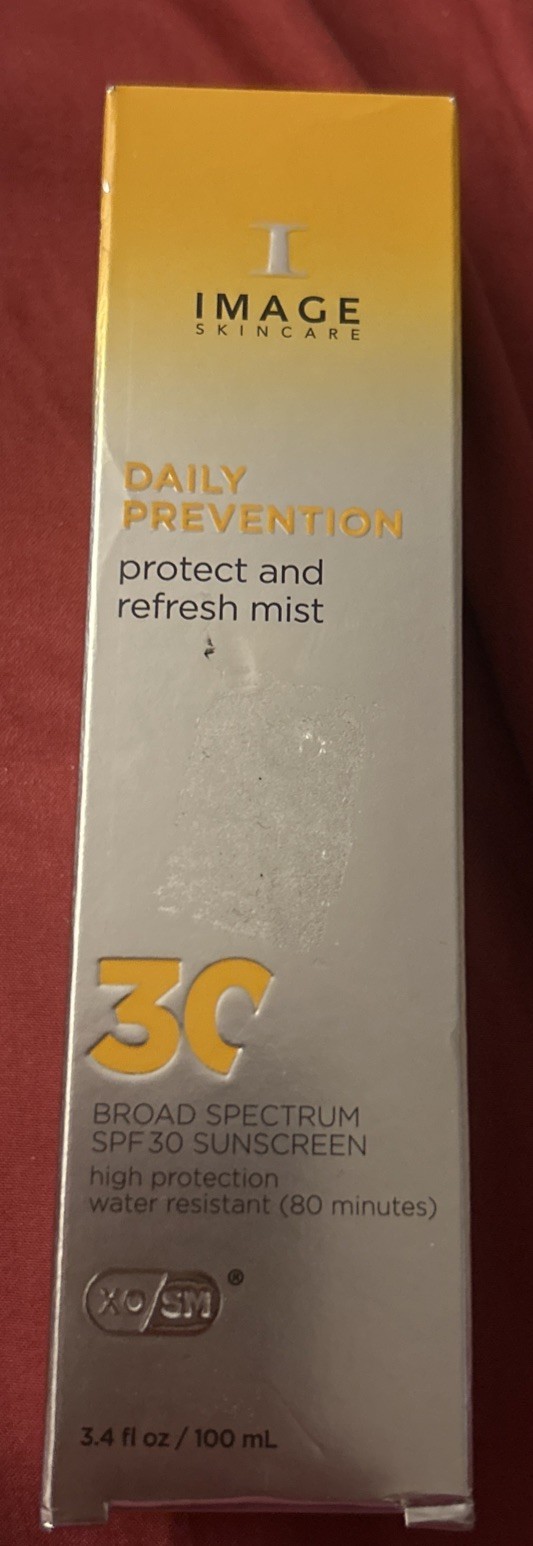 I
IMAGE
SKINCARE
DAILY
PREVENTION
protect and
refresh mist
30
BROAD SPECTRUM
SPF30 SUNSCREEN
high protection
water resistant (80 minutes)
XO/SM®
3.4 fl oz / 100 mL